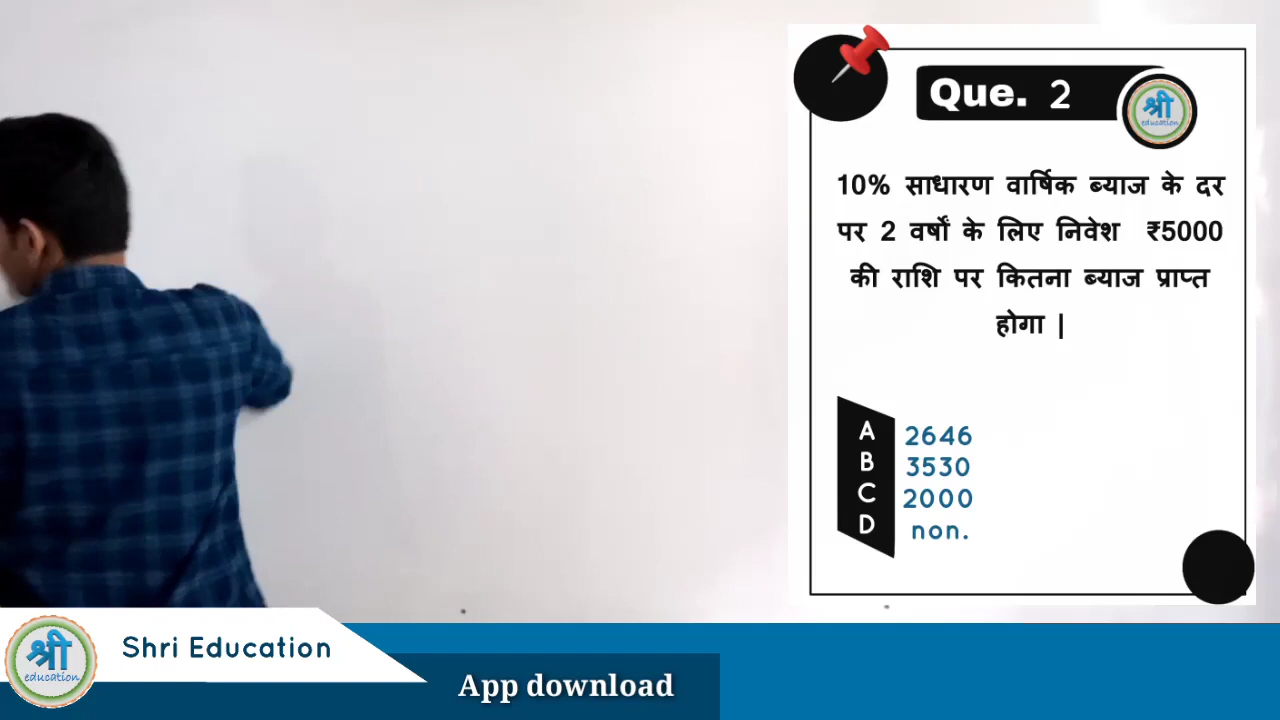 Que. 2
श्री
education
10% साधारण वार्षिक ब्याज के दर
पर 2 वर्षों के लिए निवेश ₹5000
की राशि पर कितना ब्याज प्राप्त
होगा |
A 2646
B 3530
C 2000
D non.
श्री
education
Shri Education
App download